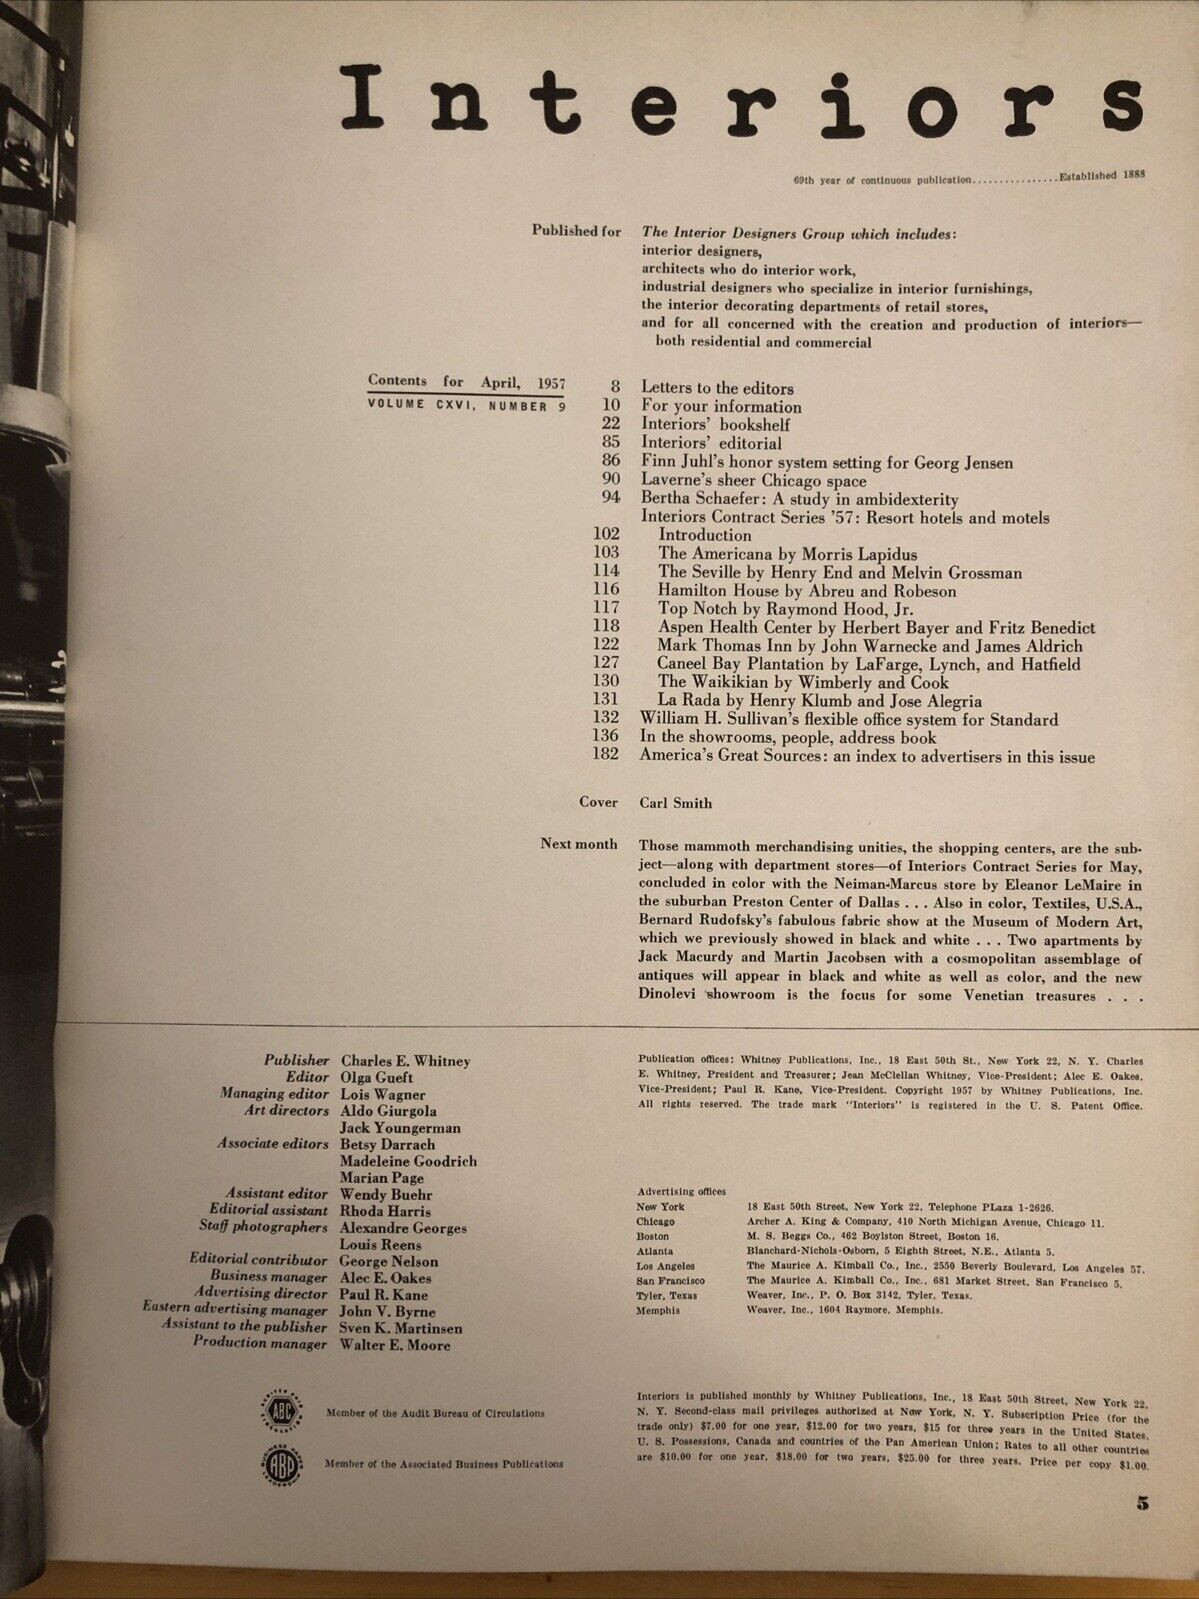 Interiors
69th year of continuous publication................Established 1888
Published for The Interior Designers Group which includes:
interior designers,
architects who do interior work,
industrial designers who specialize in interior furnishings,
the interior decorating departments of retail stores,
and for all concerned with the creation and production of interiors—
both residential and commercial
Contents for April, 1957
VOLUME CXVI, NUMBER 9
8 Letters to the editors
10 For your information
22 Interiors' bookshelf
85 Interiors' editorial
86 Finn Juhl's honor system setting for Georg Jensen
90 Laverne's sheer Chicago space
94 Bertha Schaefer: A study in ambidexterity
Interiors Contract Series '57: Resort hotels and motels
102 Introduction
103 The Americana by Morris Lapidus
114 The Seville by Henry End and Melvin Grossman
116 Hamilton House by Abreu and Robeson
117 Top Notch by Raymond Hood, Jr.
118 Aspen Health Center by Herbert Bayer and Fritz Benedict
122 Mark Thomas Inn by John Warnecke and James Aldrich
127 Caneel Bay Plantation by LaFarge, Lynch, and Hatfield
130 The Waikikian by Wimberly and Cook
131 La Rada by Henry Klumb and Jose Alegria
132 William H. Sullivan's flexible office system for Standard
136 In the showrooms, people, address book
182 America's Great Sources: an index to advertisers in this issue
Cover Carl Smith
Next month Those mammoth merchandising unities, the shopping centers, are the sub-
ject—along with department stores—of Interiors Contract Series for May,
concluded in color with the Neiman-Marcus store by Eleanor LeMaire in
the suburban Preston Center of Dallas . . . Also in color, Textiles, U.S.A.,
Bernard Rudofsky's fabulous fabric show at the Museum of Modern Art,
which we previously showed in black and white . . . Two apartments by
Jack Macurdy and Martin Jacobsen with a cosmopolitan assemblage of
antiques will appear in black and white as well as color, and the new
Dinolevi showroom is the focus for some Venetian treasures . . .
Publisher Charles E. Whitney
Editor Olga Gueft
Managing editor Lois Wagner
Art directors Aldo Giurgola
Jack Youngerman
Associate editors Betsy Darrach
Madeleine Goodrich
Marian Page
Assistant editor Wendy Buehr
Editorial assistant Rhoda Harris
Staff photographers Alexandre Georges
Louis Reens
Editorial contributor George Nelson
Business manager Alec E. Oakes
Advertising director Paul R. Kane
Eastern advertising manager John V. Byrne
Assistant to the publisher Sven K. Martinsen
Production manager Walter E. Moore
Publication offices: Whitney Publications, Inc., 18 East 50th St., New York 22, N. Y. Charles
E. Whitney, President and Treasurer; Jean McClellan Whitney, Vice-President; Alec E. Oakes,
Vice-President; Paul R. Kane, Vice-President. Copyright 1957 by Whitney Publications, Inc.
All rights reserved. The trade mark "Interiors" is registered in the U. S. Patent Office.
Advertising offices
New York 18 East 50th Street, New York 22, Telephone PLaza 1-2626.
Chicago Archer A. King & Company, 410 North Michigan Avenue, Chicago 11.
Boston M. S. Beggs Co., 462 Boylston Street, Boston 16.
Atlanta Blanchard-Nichols-Osborn, 5 Eighth Street, N.E., Atlanta 5.
Los Angeles The Maurice A. Kimball Co., Inc., 2550 Beverly Boulevard, Los Angeles 57.
San Francisco The Maurice A. Kimball Co., Inc., 681 Market Street, San Francisco 5.
Tyler, Texas Weaver, Inc., P. O. Box 3142, Tyler, Texas.
Memphis Weaver, Inc., 1604 Raymore, Memphis.
ABC
Member of the Audit Bureau of Circulations
ABP
Member of the Associated Business Publications
Interiors is published monthly by Whitney Publications, Inc., 18 East 50th Street, New York 22,
N. Y. Second-class mail privileges authorized at New York, N. Y. Subscription Price (for the
trade only) $7.00 for one year, $12.00 for two years, $15 for three years in the United States,
U. S. Possessions, Canada and countries of the Pan American Union; Rates to all other countries
are $10.00 for one year, $18.00 for two years, $25.00 for three years. Price per copy $1.00.
5